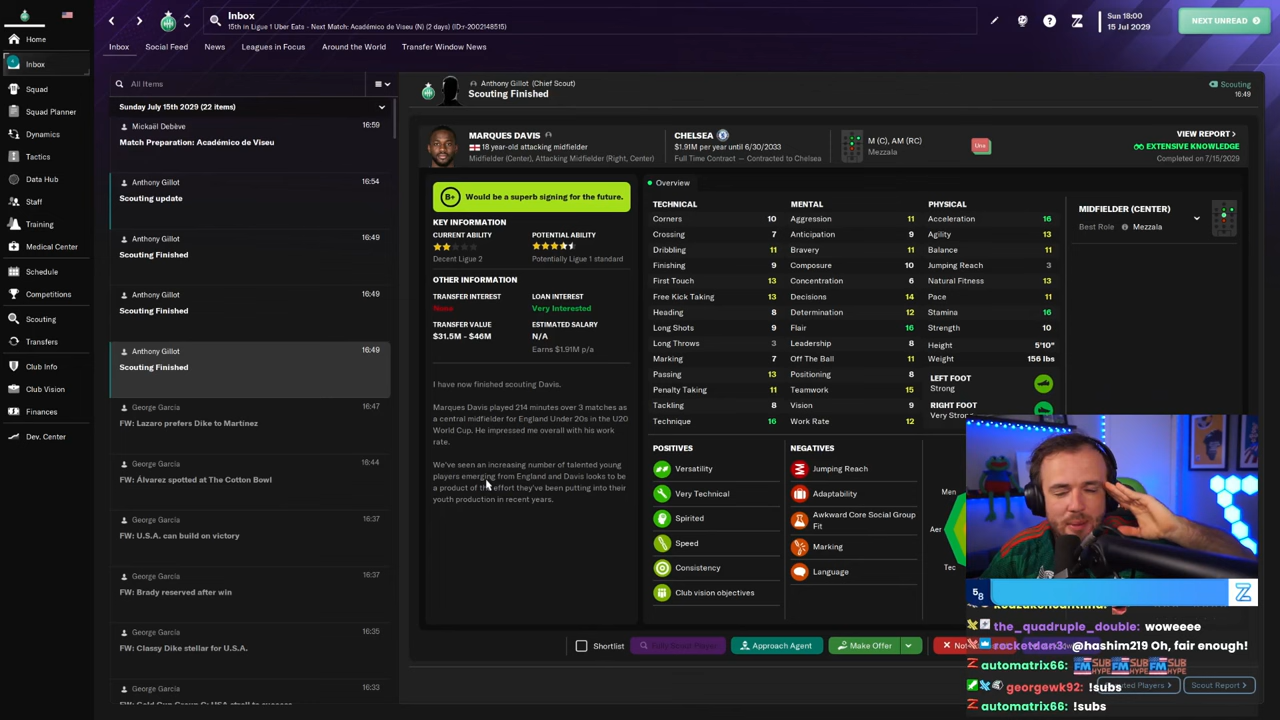 Inbox
15th in Ligue 1 Uber Eats - Next Match: Académico de Viseu (N) (2 days) (ID:r-2002148515)
Sun 18:00
15 Jul 2029
NEXT UNREAD
Home
Inbox
Squad
Squad Planner
Dynamics
Tactics
Data Hub
Staff
Training
Medical Center
Schedule
Competitions
Scouting
Transfers
Club Info
Club Vision
Finances
Dev. Center
Inbox
Social Feed
News
Leagues in Focus
Around the World
Transfer Window News
All Items
Sunday July 15th 2029 (22 items)
Mickaël Debève 16:59
Match Preparation: Académico de Viseu
Anthony Gillot 16:54
Scouting update
Anthony Gillot 16:49
Scouting Finished
Anthony Gillot 16:49
Scouting Finished
Anthony Gillot 16:49
Scouting Finished
George García 16:47
FW: Lazaro prefers Dike to Martinez
George García 16:44
FW: Álvarez spotted at The Cotton Bowl
George García 16:37
FW: U.S.A. can build on victory
George García 16:37
FW: Brady reserved after win
George García 16:35
FW: Classy Dike stellar for U.S.A.
George García 16:33
Anthony Gillot (Chief Scout)
Scouting Finished
Scouting
16:49
MARQUES DAVIS
18 year-old attacking midfielder
Midfielder (Center), Attacking Midfielder (Right, Center)
CHELSEA
$1.91M per year until 6/30/2033
Full Time Contract - Contracted to Chelsea
M (C), AM (RC)
Mezzala
Une
VIEW REPORT
EXTENSIVE KNOWLEDGE
Completed on 7/15/2029
B+ Would be a superb signing for the future.
KEY INFORMATION
CURRENT ABILITY
Decent Ligue 2
POTENTIAL ABILITY
Potentially Ligue 1 standard
OTHER INFORMATION
TRANSFER INTEREST
None
LOAN INTEREST
Very Interested
TRANSFER VALUE
$31.5M - $46M
ESTIMATED SALARY
N/A
Earns $1.91M p/a
I have now finished scouting Davis.
Marques Davis played 214 minutes over 3 matches as
a central midfielder for England Under 20s in the U20
World Cup. He impressed me overall with his work
rate.
We've seen an increasing number of talented young
players emerging from England and Davis looks to be
a product of the effort they've been putting into their
youth production in recent years.
Overview
TECHNICAL
Corners 10
Crossing 7
Dribbling 11
Finishing 9
First Touch 13
Free Kick Taking 13
Heading 8
Long Shots 9
Long Throws 3
Marking 7
Passing 13
Penalty Taking 11
Tackling 8
Technique 16
MENTAL
Aggression 11
Anticipation 9
Bravery 11
Composure 10
Concentration 6
Decisions 14
Determination 12
Flair 16
Leadership 8
Off The Ball 11
Positioning 8
Teamwork 15
Vision 9
Work Rate 12
PHYSICAL
Acceleration 16
Agility 13
Balance 11
Jumping Reach 3
Natural Fitness 13
Pace 11
Stamina 16
Strength 10
Height 5'10"
Weight 156 lbs
LEFT FOOT
Strong
RIGHT FOOT
Very Strong
MIDFIELDER (CENTER)
Best Role Mezzala
POSITIVES
Versatility
Very Technical
Spirited
Speed
Consistency
Club vision objectives
NEGATIVES
Jumping Reach
Adaptability
Awkward Core Social Group
Fit
Marking
Language
Men
Aer
Tec
Shortlist
Approach Agent
Make Offer
Scout Report
58
the_quadruple_double: woweeee
@hashim219 Oh, fair enough!
automatrix66: SUB HYPE SUB HYPE SUB HYPE
georgewk92: !subs
automatrix66: !subs